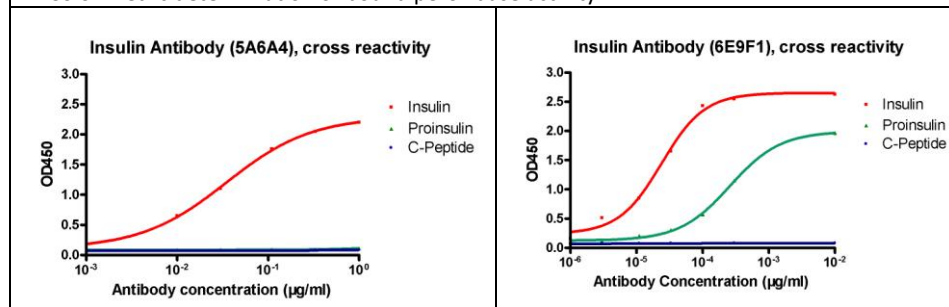 Insulin Antibody (5A6A4), cross reactivity
3.0
2.5
2.0
1.5
1.0
0.5
0.0
OD450
10-3
10-2
10-1
100
Antibody concentration (µg/ml)
Insulin
Proinsulin
C-Peptide
Insulin Antibody (6E9F1), cross reactivity
3.0
2.5
2.0
1.5
1.0
0.5
0.0
OD450
10-6
10-5
10-4
10-3
10-2
Antibody Concentration (µg/ml)
Insulin
Proinsulin
C-Peptide